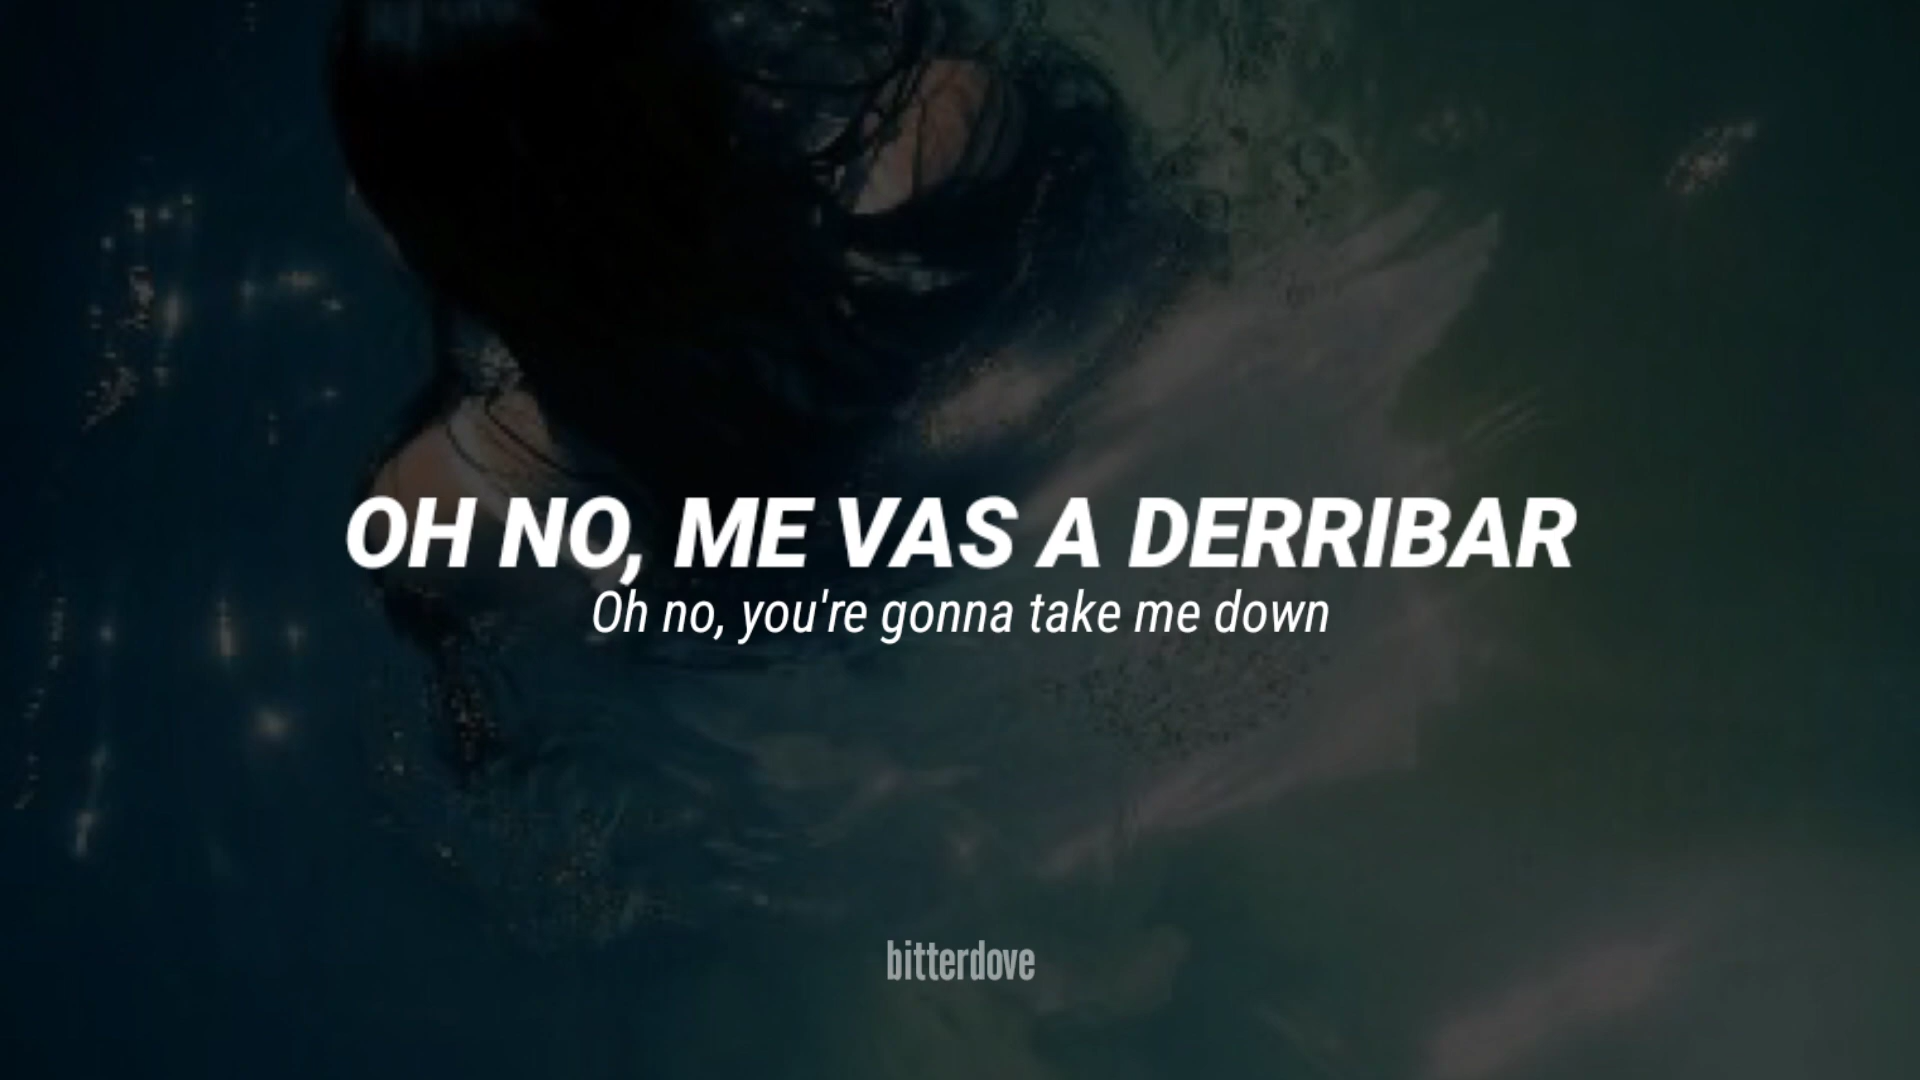 OH NO, ME VAS A DERRIBAR
Oh no, you're gonna take me down
bitterdove